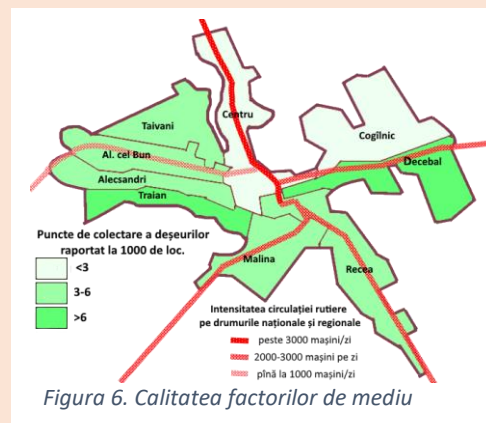 Centru
Taivani
Cogîlnic
Al. cel Bun
Decebal
Alecsandri
Traian
Puncte de colectare a deșeurilor
raportat la 1000 de loc.
<3
3-6
>6
Malina
Recea
Intensitatea circulației rutiere
pe drumurile naționale și regionale
peste 3000 mașini/zi
2000-3000 mașini pe zi
pînă la 1000 mașini/zi
Figura 6. Calitatea factorilor de mediu